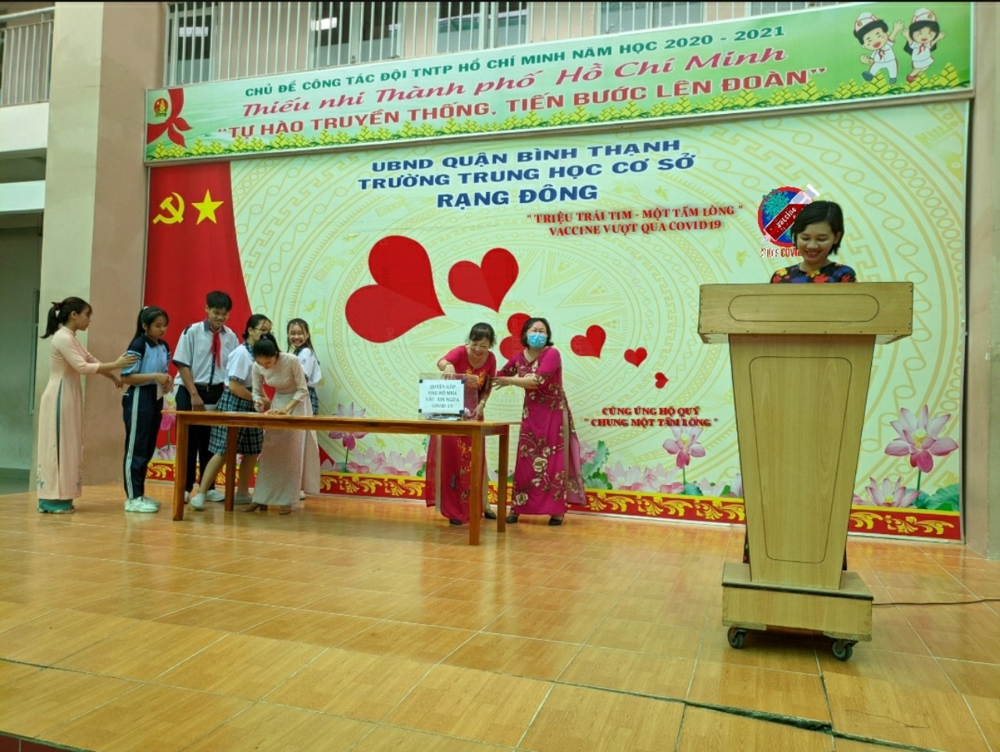 CHỦ ĐỀ CÔNG TÁC ĐỘI TNTP HỒ CHÍ MINH NĂM HỌC 2020 - 2021
Thiếu nhi Thành phố Hồ Chí Minh
"TỰ HÀO TRUYỀN THỐNG, TIẾN BƯỚC LÊN ĐOÀN"
UBND QUẬN BÌNH THẠNH
TRƯỜNG TRUNG HỌC CƠ SỞ
RẠNG ĐÔNG
" TRIỆU TRÁI TIM - MỘT TẤM LÒNG "
VACCINE VƯỢT QUA COVID19
vaccine
QUYÊN GÓP
ỦNG HỘ MUA
VẮC XIN NGỪA
COVID-19
CÙNG ỦNG HỘ QUỸ
" CHUNG MỘT TẤM LÒNG "